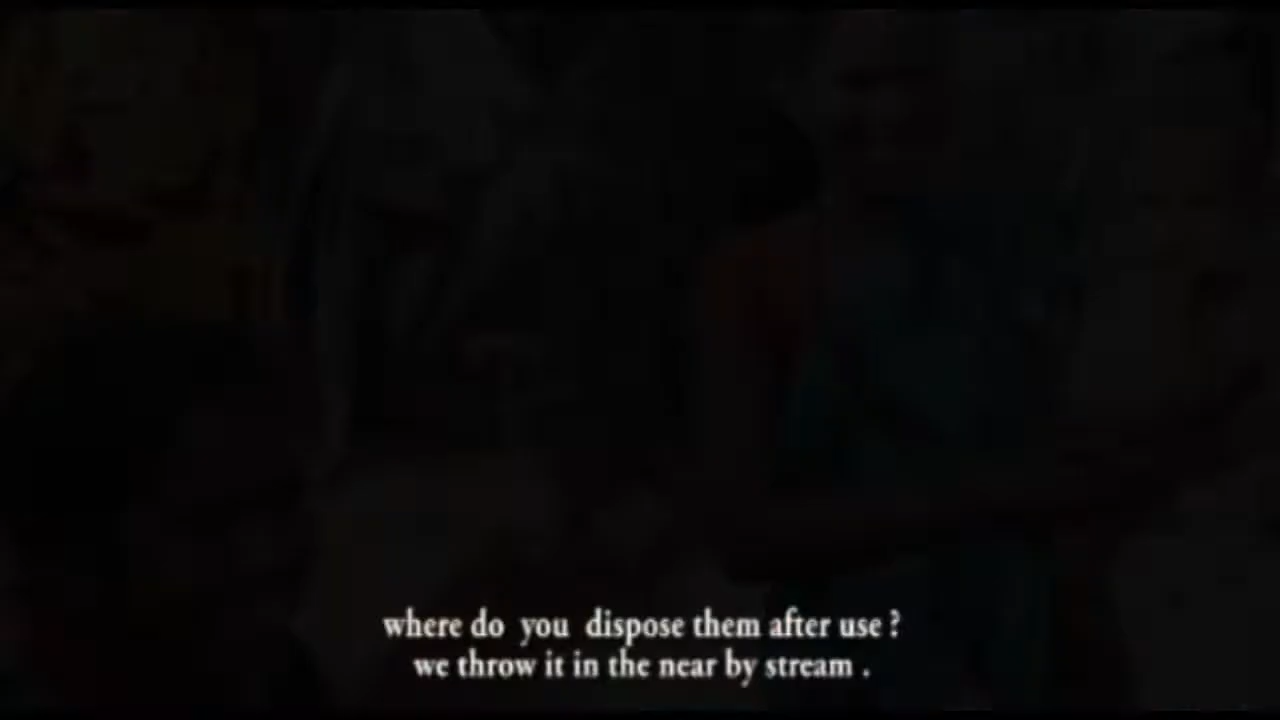 where do you dispose them after use ?
we throw it in the near by stream .